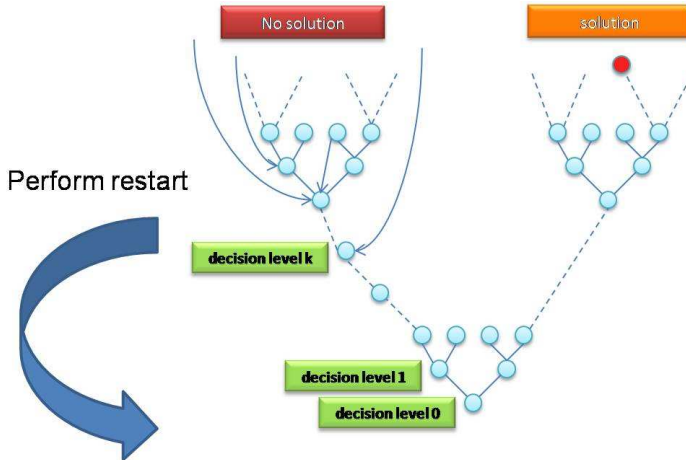 No solution
solution
Perform restart
decision level k
decision level 1
decision level 0